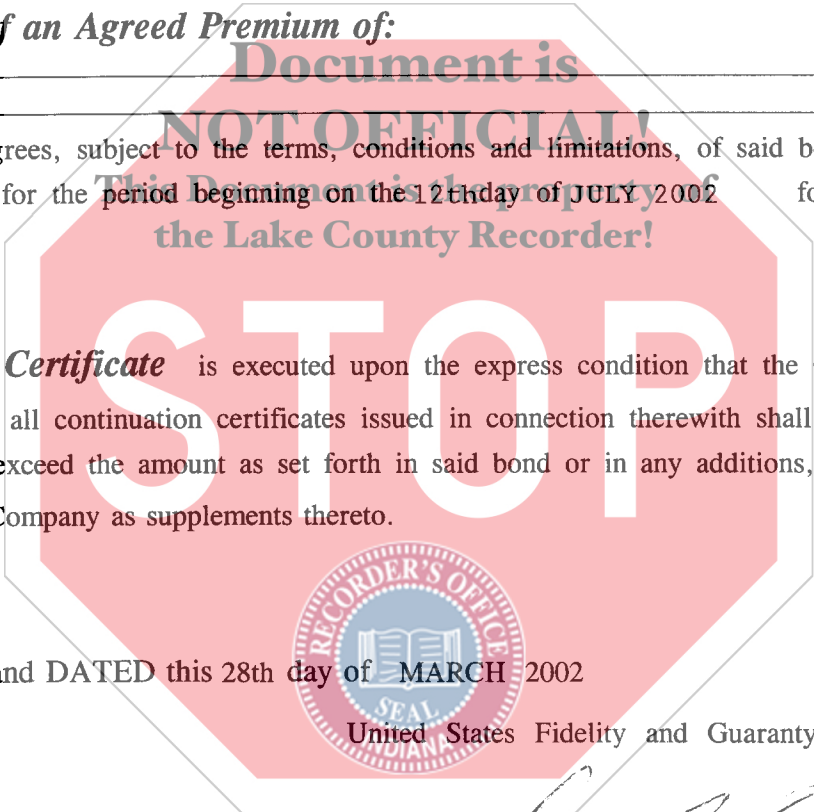 f an Agreed Premium of:
Document is
NOT OFFICIAL!
grees, subject to the terms, conditions and limitations, of said b
for the period beginning on the 12thday of JULY 2002 fo
This Document is the property of
the Lake County Recorder!
STOP
Certificate is executed upon the express condition that the
all continuation certificates issued in connection therewith shall
exceed the amount as set forth in said bond or in any additions,
Company as supplements thereto.
RECORDER'S OFFICE
and DATED this 28th day of MARCH 2002
SEAL
INDIANA
United States Fidelity and Guaranty